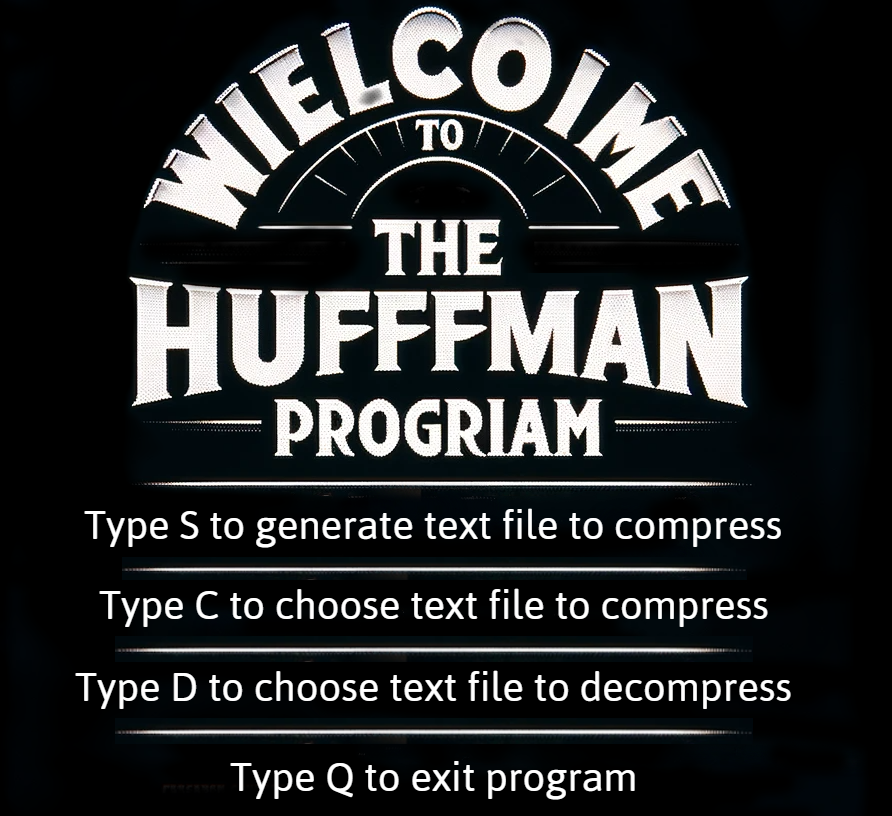 WIELCOIME
TO
THE
HUFFFMAN
PROGRIAM
Type S to generate text file to compress
Type C to choose text file to compress
Type D to choose text file to decompress
Type Q to exit program